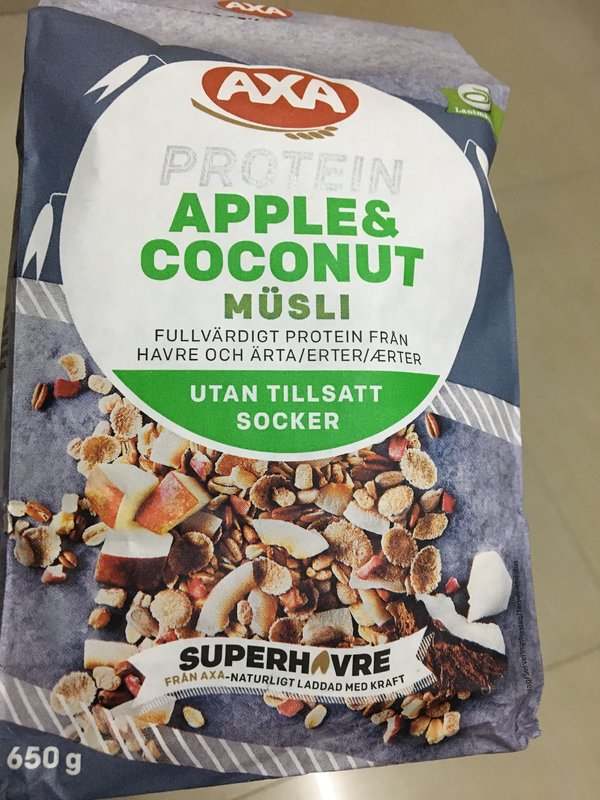 AXA
AXA
PROTEIN
APPLE&
COCONUT
MÜSLI
FULLVÄRDIGT PROTEIN FRÅN
HAVRE OCH ÄRTA/ERTER/ÆRTER
UTAN TILLSATT
SOCKER
SUPERHAVRE
FRÅN AXA-NATURLIGT LADDAD MED KRAFT
650 g